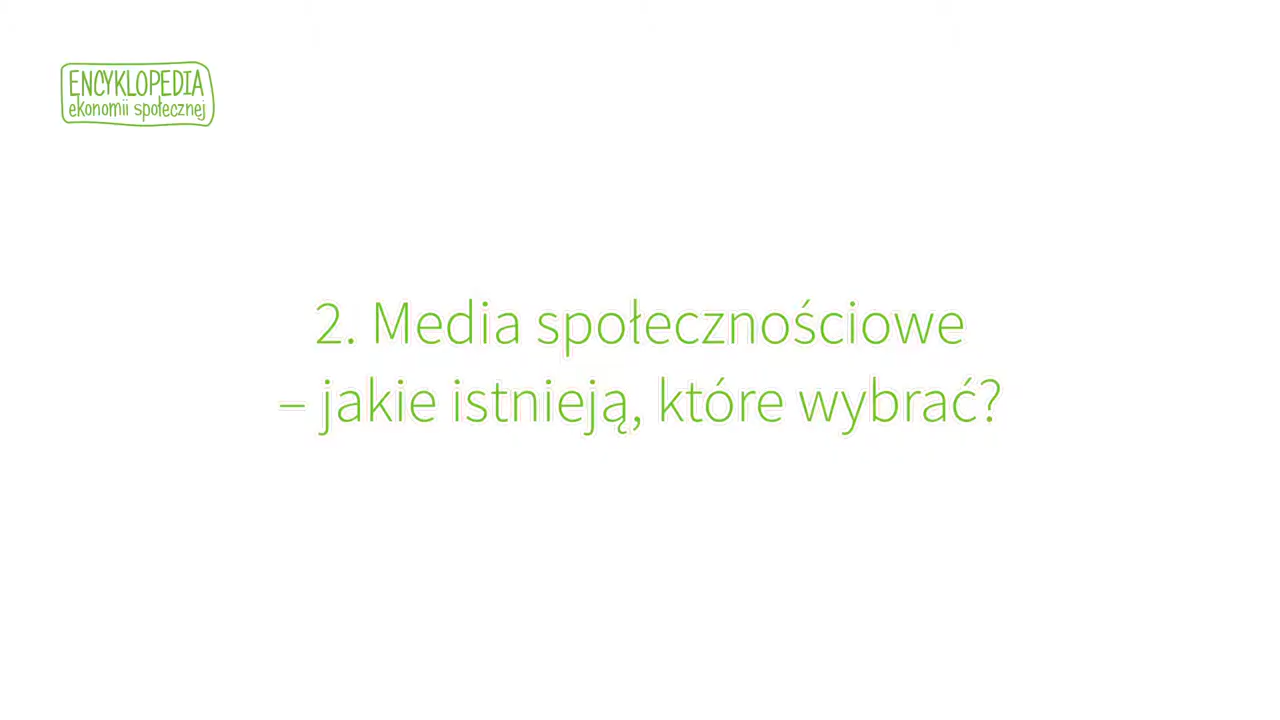 ENCYKLOPEDIA
ekonomii społecznej
2. Media społecznościowe
– jakie istnieją, które wybrać?